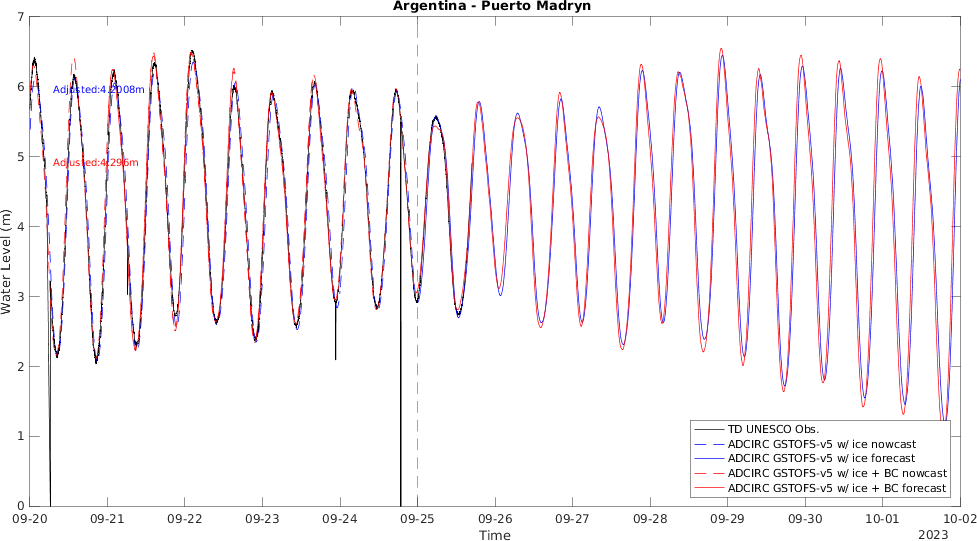 Argentina - Puerto Madryn
7
6
5
4
3
2
1
0
Water Level (m)
Adjusted:4.2008m
Adjusted:4.296m
TD UNESCO Obs.
ADCIRC GSTOFS-v5 w/ ice nowcast
ADCIRC GSTOFS-v5 w/ ice forecast
ADCIRC GSTOFS-v5 w/ ice + BC nowcast
ADCIRC GSTOFS-v5 w/ ice + BC forecast
09-20 09-21 09-22 09-23 09-24 09-25 09-26 09-27 09-28 09-29 09-30 10-01 10-02
Time
2023